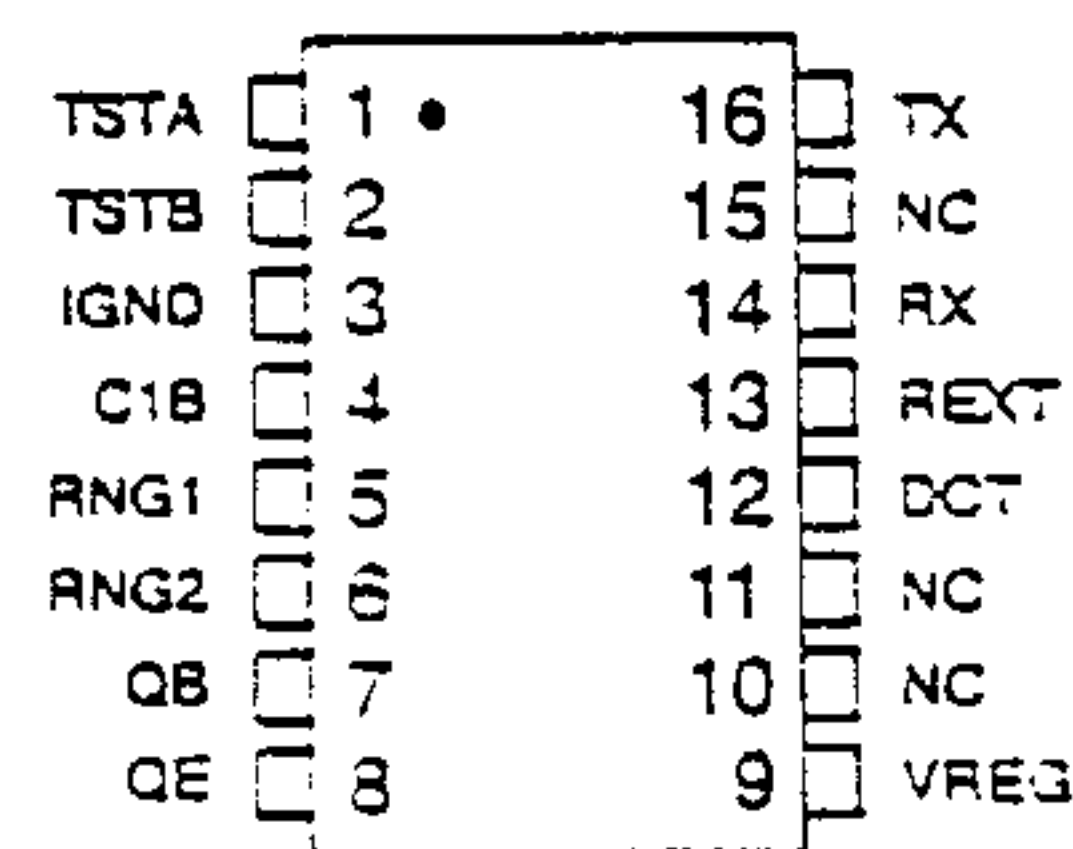 TSTA 1 16 TX
TSTB 2 15 NC
IGND 3 14 RX
C1B 4 13 REXT
RNG1 5 12 DCT
RNG2 6 11 NC
QB 7 10 NC
QE 8 9 VREG